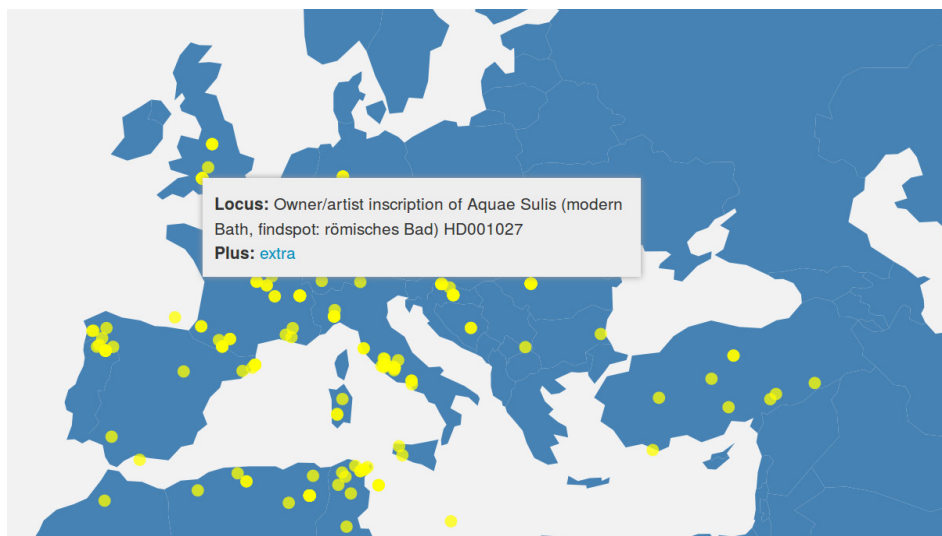 Locus: Owner/artist inscription of Aquae Sulis (modern
Bath, findspot: römisches Bad) HD001027
Plus: extra